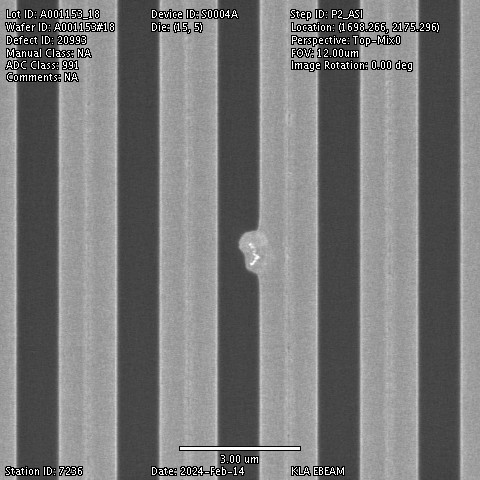 Lot ID: A001153_18
Wafer ID: A001153#18
Defect ID: 20993
Manual Class: NA
ADC Class: 991
Comments: NA
Device ID: S0004A
Die: (15, 5)
Step ID: P2_ASI
Location: (1698.266, 2175.296)
Perspective: Top-Mix0
FOV: 12.00um
Image Rotation: 0.00 deg
3.00 um
Station ID: 7236
Date: 2024-Feb-14
KLA EBEAM